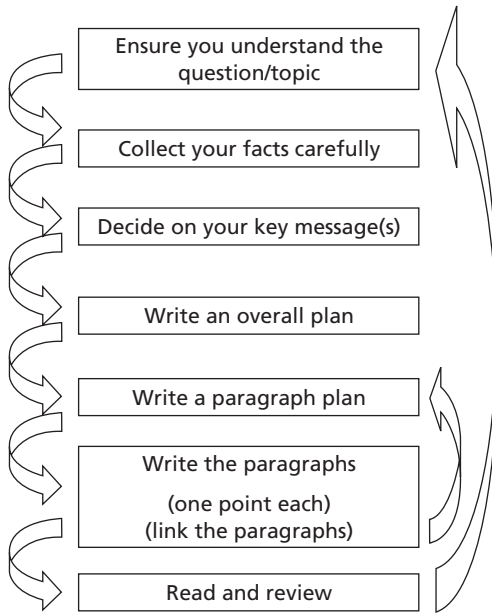 Ensure you understand the
question/topic
Collect your facts carefully
Decide on your key message(s)
Write an overall plan
Write a paragraph plan
Write the paragraphs
(one point each)
(link the paragraphs)
Read and review